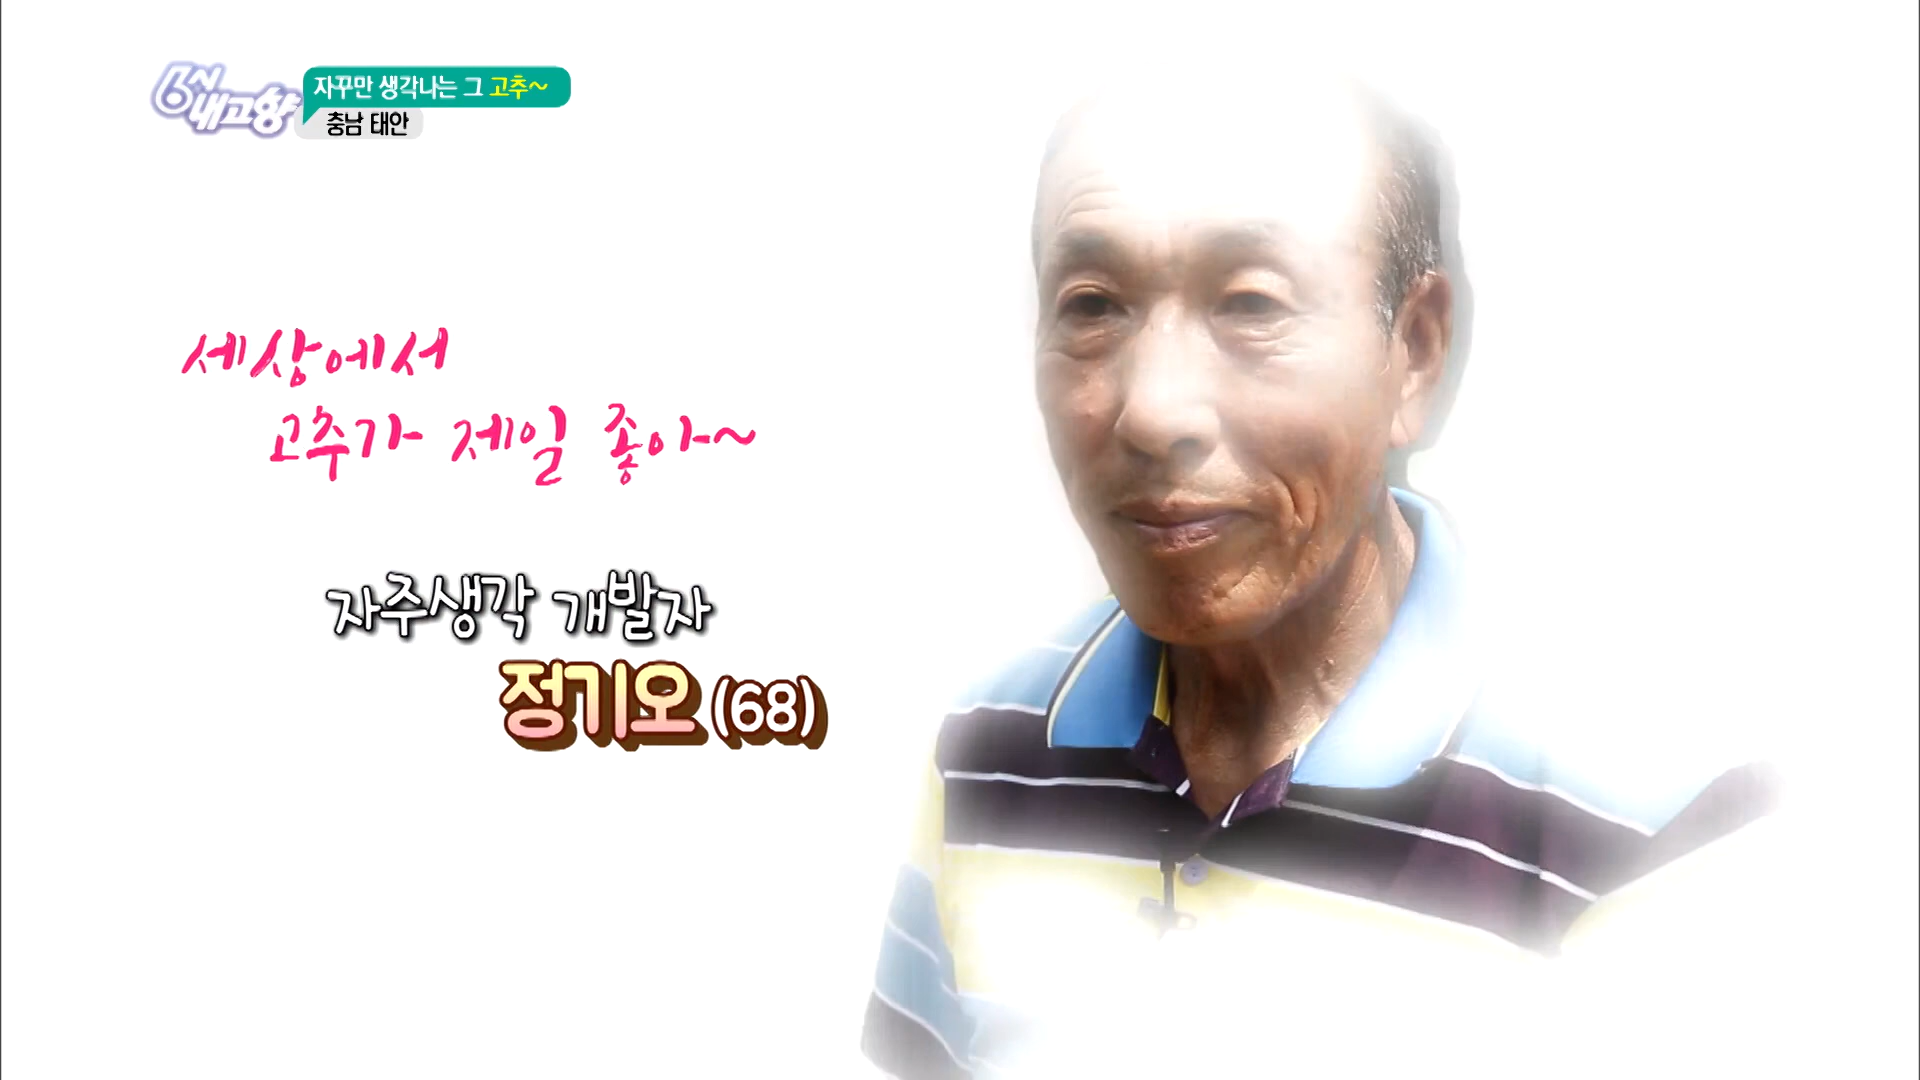 6시
내고향
자꾸만 생각나는 그 고추~
충남 태안
세상에서
고추가 제일 좋아~
자주생각 개발자
정기오 (68)